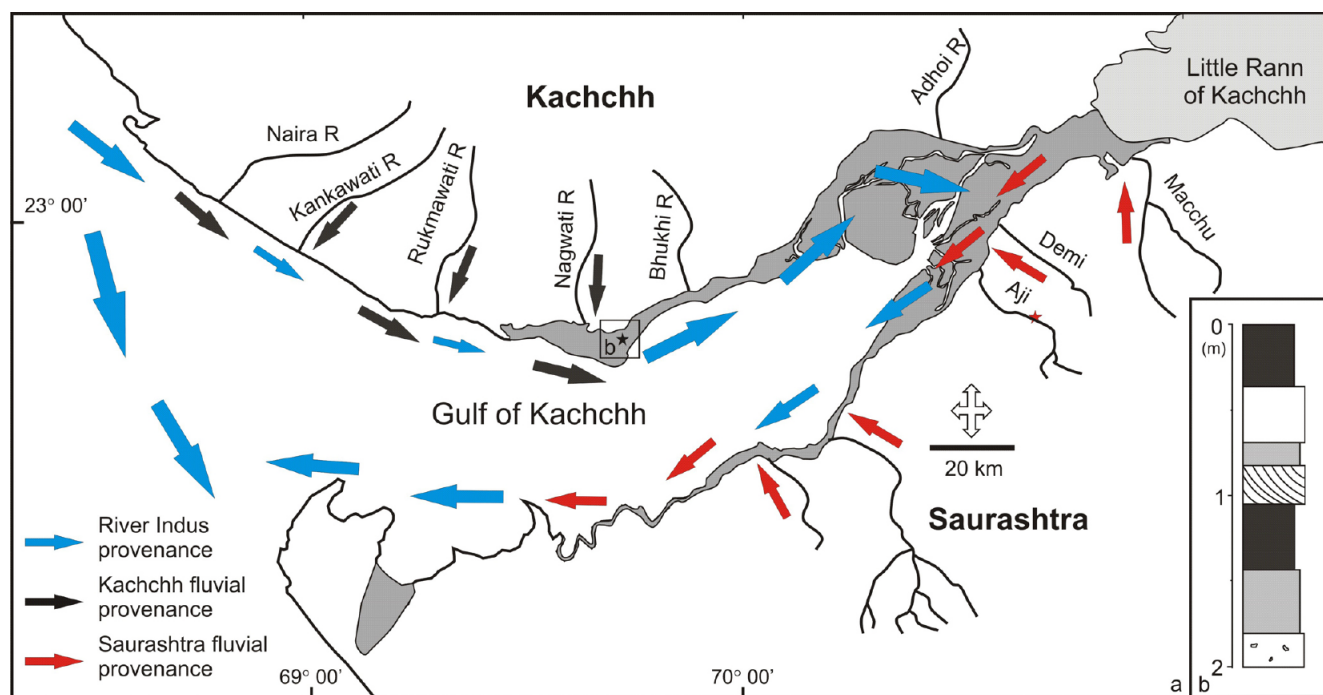 Kachchh
Little Rann
of Kachchh
Adhoi R
Naira R
Kankawati R
Rukmawati R
Nagwati R
Bhukhi R
Macchu
Demi
Aji
23° 00’
b
Gulf of Kachchh
20 km
Saurashtra
River Indus
provenance
Kachchh fluvial
provenance
Saurashtra fluvial
provenance
69° 00’
70° 00’
a
0
(m)
1
2
b